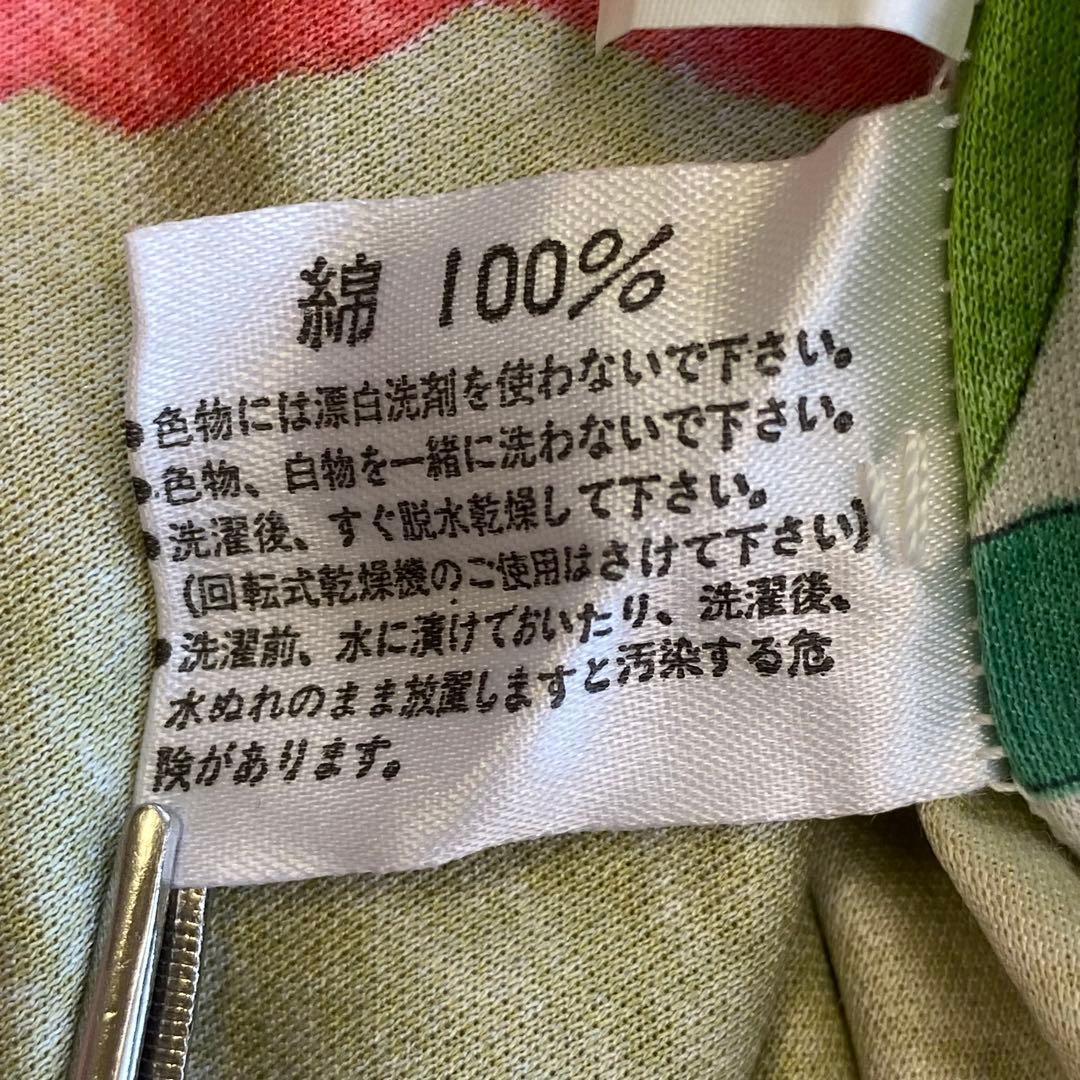 綿 100%
●色物には漂白洗剤を使わないで下さい。
●色物、白物を一緒に洗わないで下さい。
●洗濯後、すぐ脱水乾燥して下さい。
(回転式乾燥機のご使用はさけて下さい)
●洗濯前、水に漬けておいたり、洗濯後、
水ぬれのまま放置しますと汚染する危
険があります。